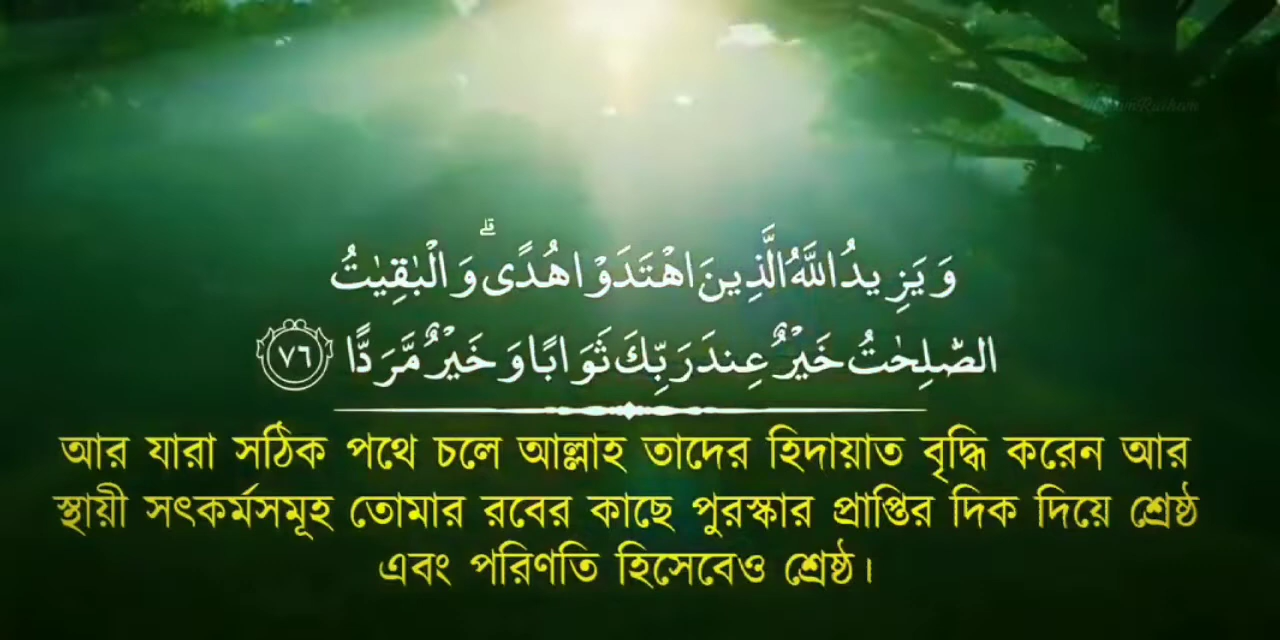 وَيَزِيدُ اللَّهُ الَّذِينَ اهْتَدَوْا هُدًى ۗ وَالْبٰقِيٰتُ
الصّٰلِحٰتُ خَيْرٌ عِندَ رَبِّكَ ثَوَابًا وَخَيْرٌ مَّرَدًّا ﴿٧٦﴾
আর যারা সঠিক পথে চলে আল্লাহ তাদের হিদায়াত বৃদ্ধি করেন আর
স্থায়ী সৎকর্মসমূহ তোমার রবের কাছে পুরস্কার প্রাপ্তির দিক দিয়ে শ্রেষ্ঠ
এবং পরিণতি হিসেবেও শ্রেষ্ঠ।